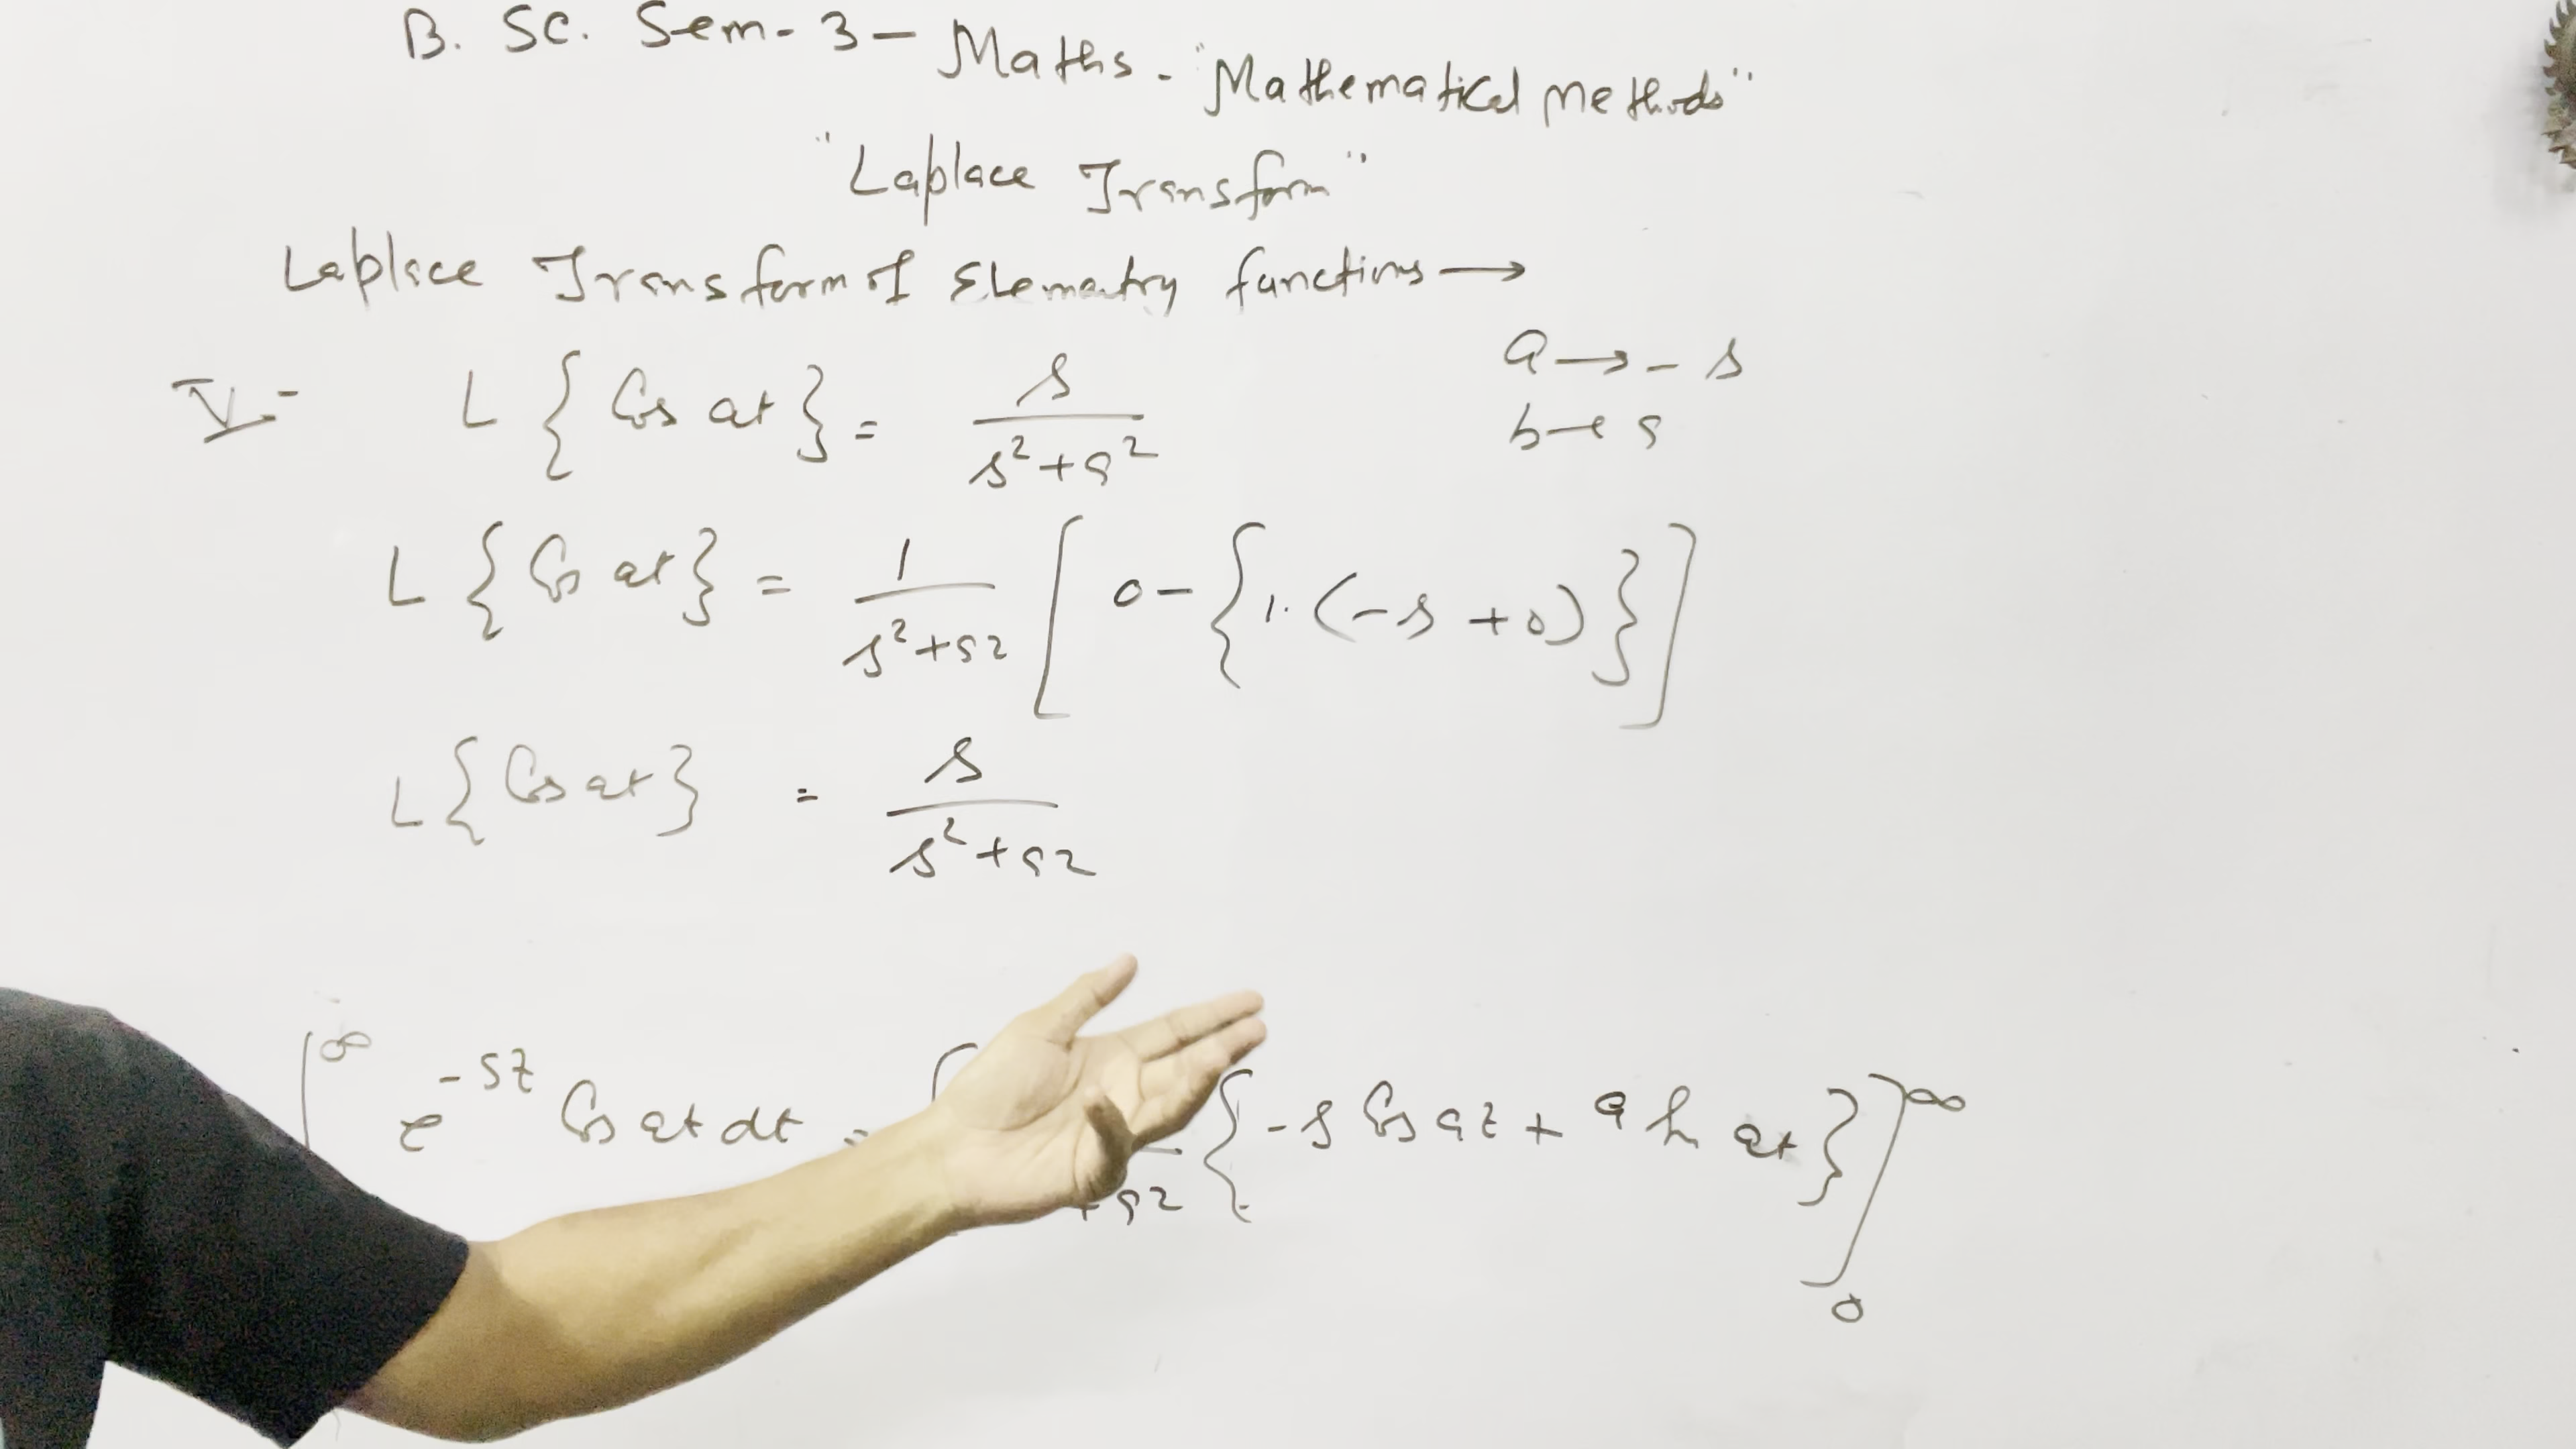 B. Sc. Sem-3 - Maths - "Mathematical Methods"
"Laplace Transform"
Laplace Transform of Elementry functions →
a → -s
V- L { Cos at } = s / (s² + a²)
b → a
L { Cos at } = 1 / (s² + a²) [ 0 - { 1. (-s + 0) } ]
L { Cos at } = s / (s² + a²)
∫^∞ e^{-st} Cos at dt = [ + a² { -s Cos at + a at } ]₀^∞